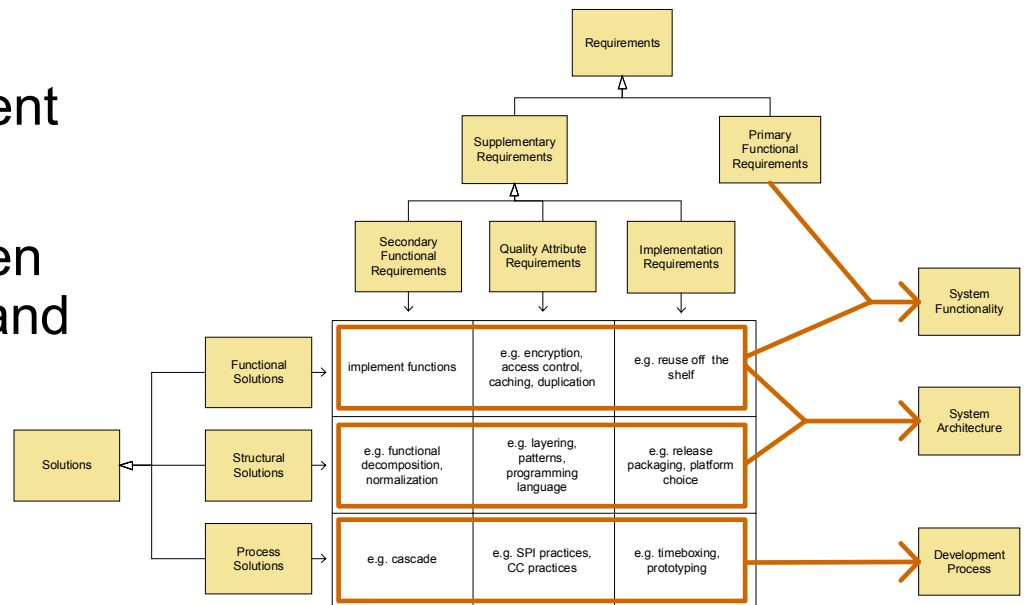 ent
en
and
Requirements
Supplementary
Requirements
Primary
Functional
Requirements
Secondary
Functional
Requirements
Quality Attribute
Requirements
Implementation
Requirements
System
Functionality
Functional
Solutions
implement functions
e.g. encryption,
access control,
caching, duplication
e.g. reuse off the
shelf
System
Architecture
Solutions
Structural
Solutions
e.g. functional
decomposition,
normalization
e.g. layering,
patterns,
programming
language
e.g. release
packaging, platform
choice
Process
Solutions
e.g. cascade
e.g. SPI practices,
CC practices
e.g. timeboxing,
prototyping
Development
Process